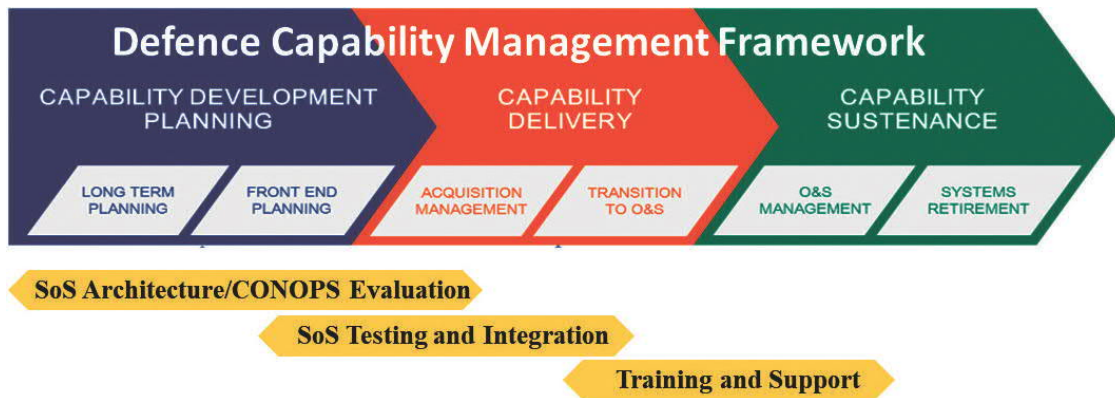 Defence Capability Management Framework
CAPABILITY DEVELOPMENT
PLANNING
CAPABILITY
DELIVERY
CAPABILITY
SUSTENANCE
LONG TERM
PLANNING
FRONT END
PLANNING
ACQUISITION
MANAGEMENT
TRANSITION
TO O&S
O&S
MANAGEMENT
SYSTEMS
RETIREMENT
SoS Architecture/CONOPS Evaluation
SoS Testing and Integration
Training and Support